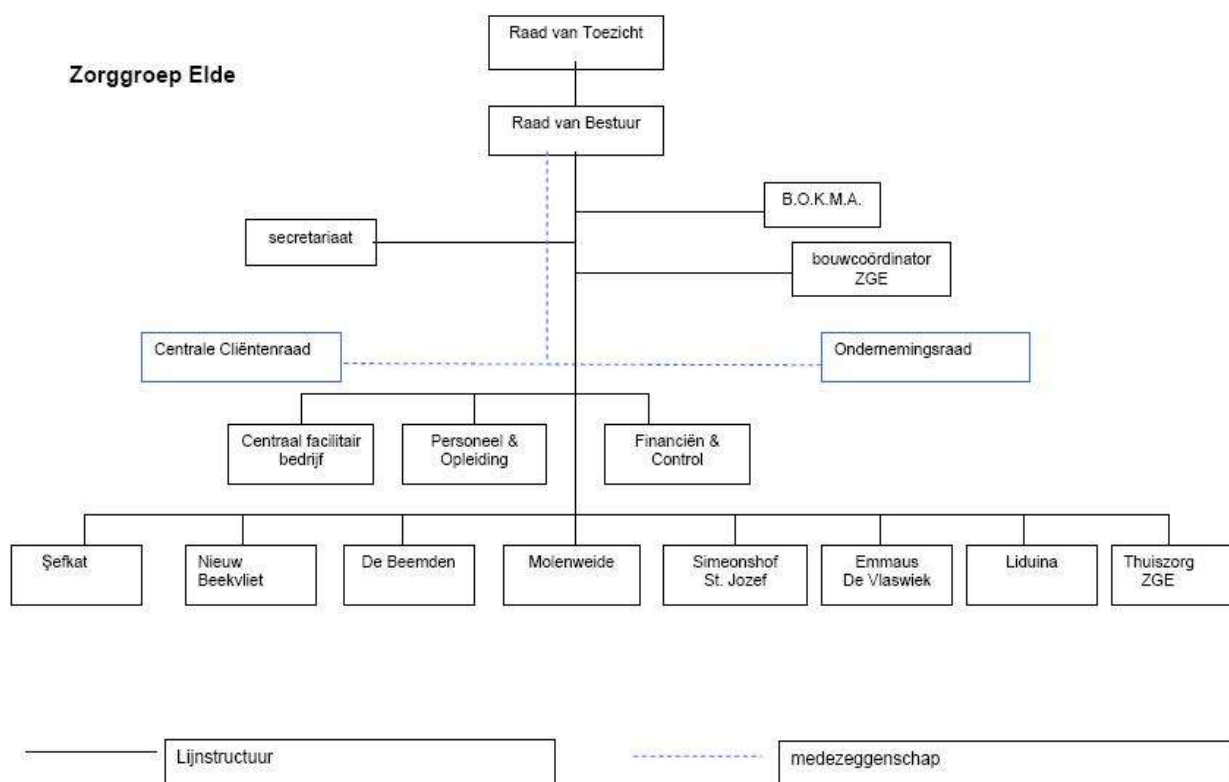 Raad van Toezicht
Zorggroep Elde
Raad van Bestuur
B.O.K.M.A.
secretariaat
bouwcoördinator
ZGE
Centrale Cliëntenraad
Ondernemingsraad
Centraal facilitair
bedrijf
Personeel &
Opleiding
Financiën &
Control
Şefkat
Nieuw
Beekvliet
De Beemden
Molenweide
Simeonshof
St. Jozef
Emmaus
De Vlaswiek
Liduina
Thuiszorg
ZGE
Lijnstructuur
medezeggenschap